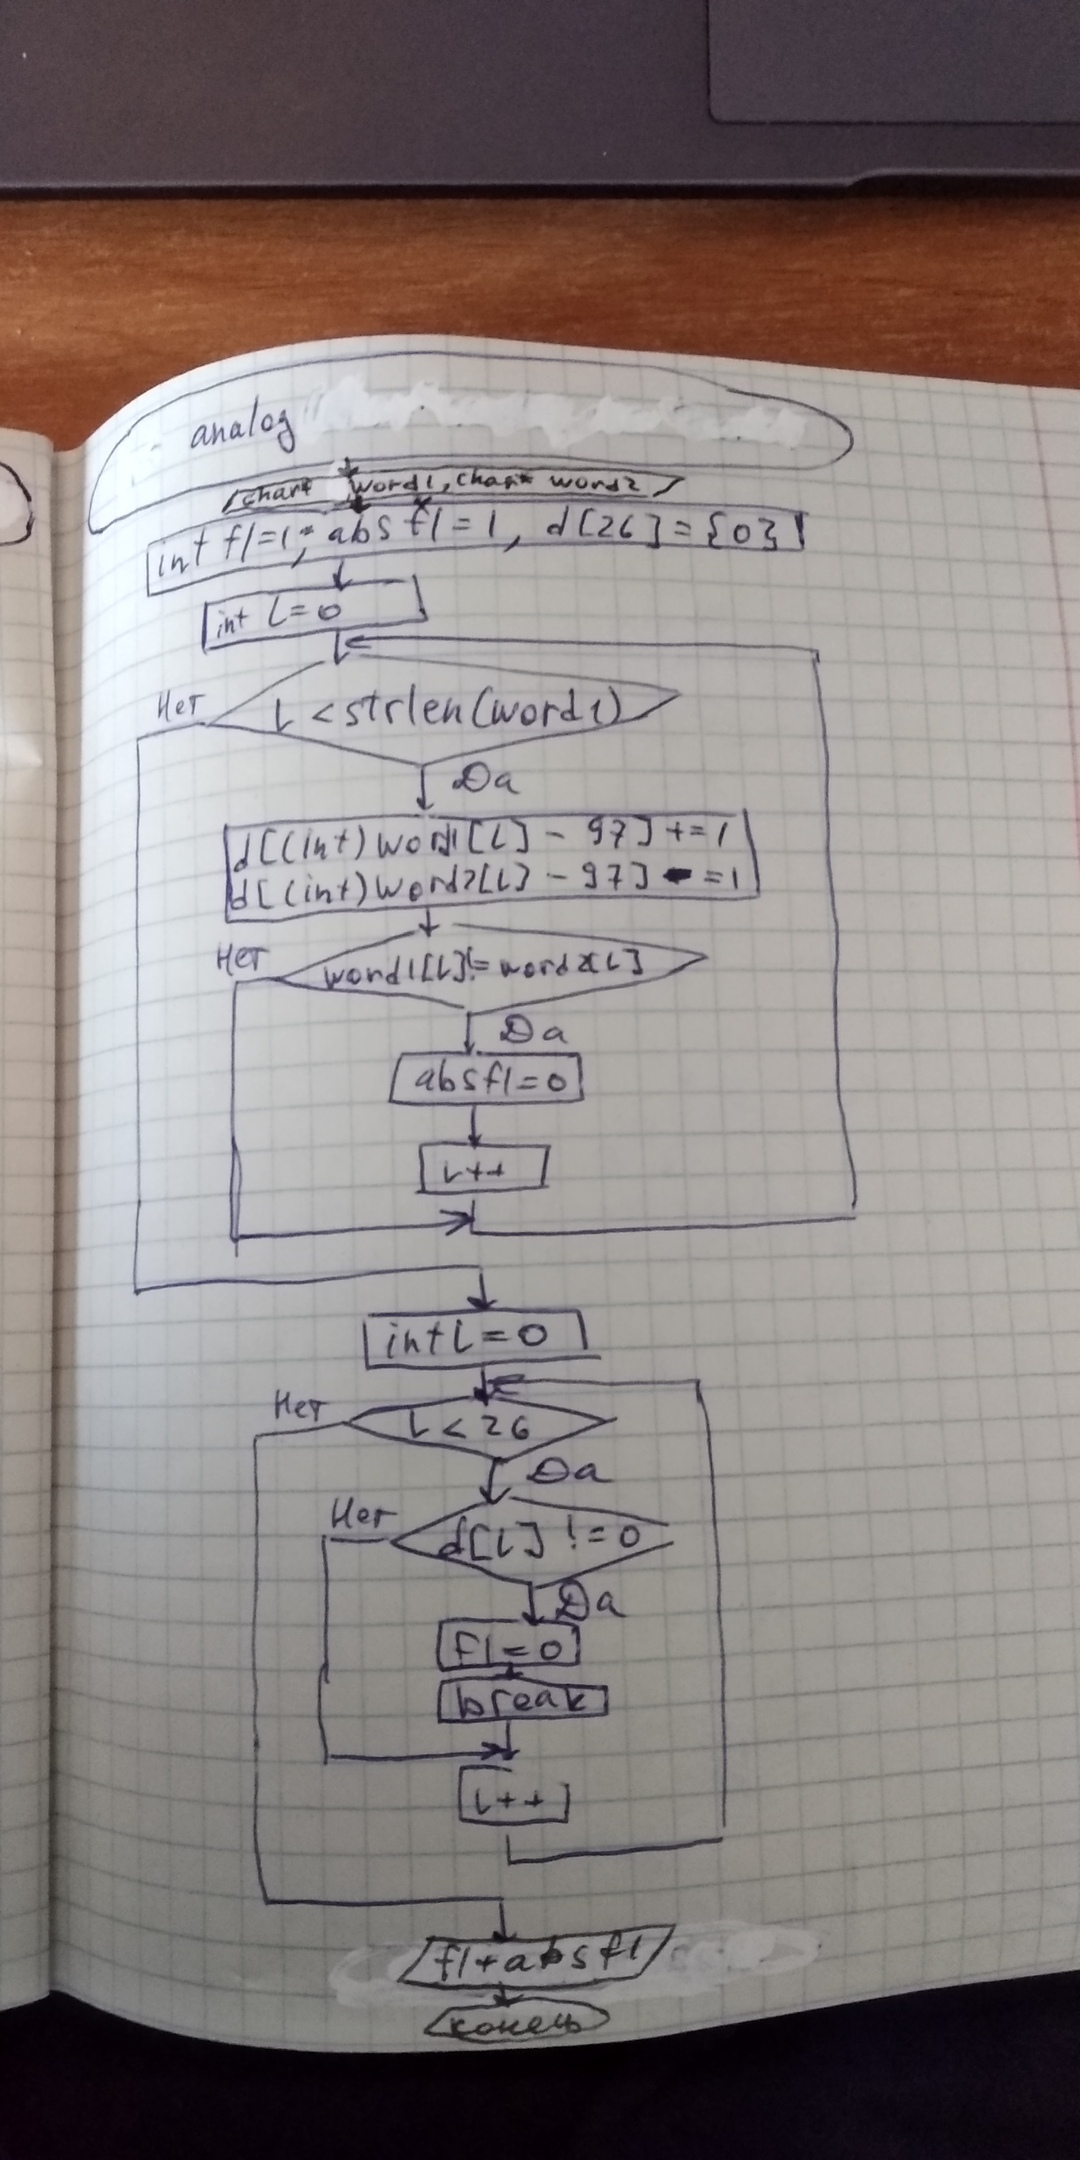 analog
char* word1, char* word2
int fl=1; absfl=1, d[26]={0}
int i=0
Нет
i<strlen(word1)
Да
d[(int)word1[i]-97]+=1
d[(int)word2[i]-97]-=1
Нет
word1[i]!=word2[i]
Да
absfl=0
i++
int i=0
Нет
i<26
Да
Нет
d[i]!=0
Да
fl=0
break
i++
fl+absfl
конец